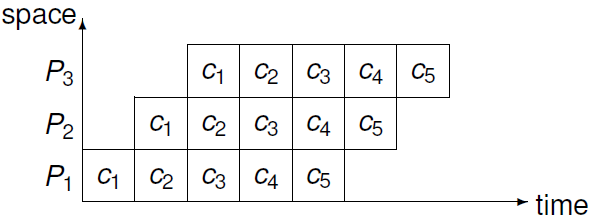 space
P₃ c₁ c₂ c₃ c₄ c₅
P₂ c₁ c₂ c₃ c₄ c₅
P₁ c₁ c₂ c₃ c₄ c₅
time